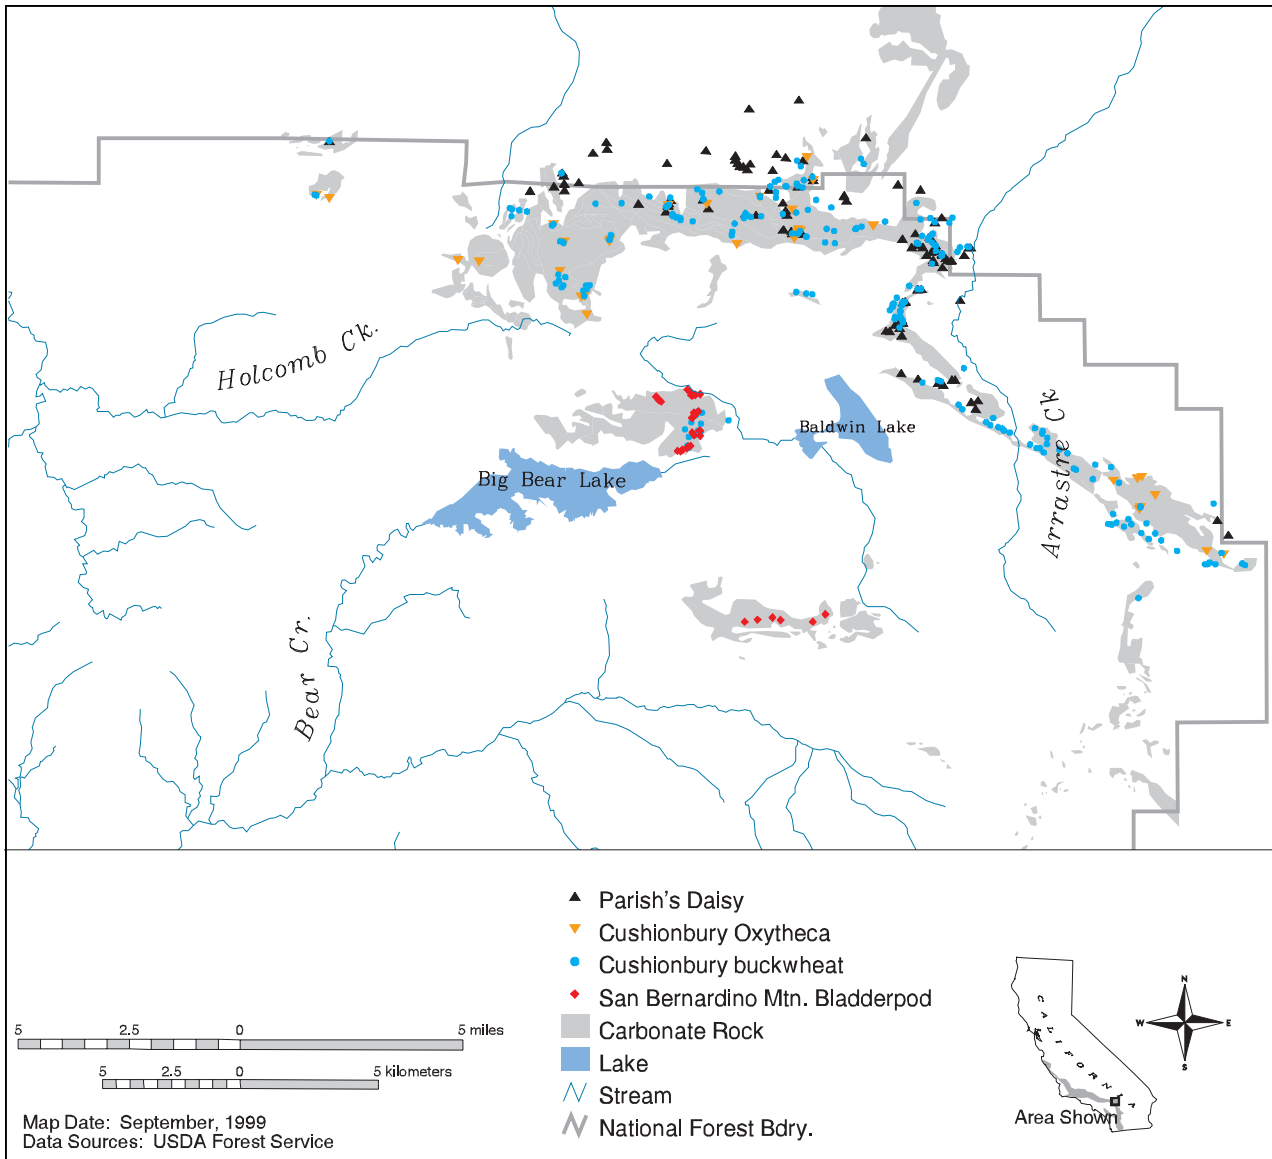 Holcomb Ck.
Baldwin Lake
Big Bear Lake
Arrastre Ck
Bear Cr.
Parish's Daisy
Cushionbury Oxytheca
Cushionbury buckwheat
San Bernardino Mtn. Bladderpod
Carbonate Rock
Lake
Stream
National Forest Bdry.
5 2.5 0 5 miles
5 2.5 0 5 kilometers
Map Date: September, 1999
Data Sources: USDA Forest Service
CALIFORNIA
Area Shown
N
W E
S